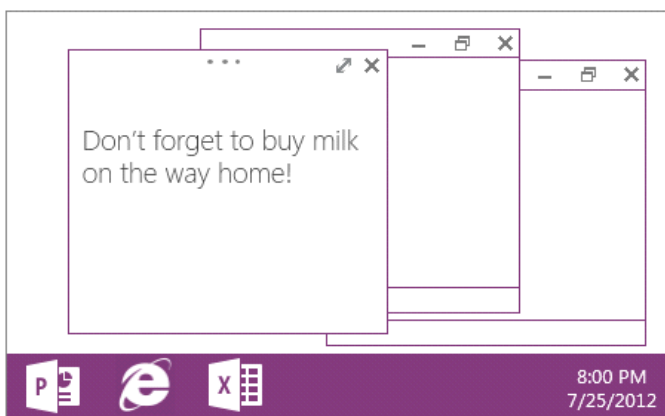 Don't forget to buy milk
on the way home!
P
e
X
8:00 PM
7/25/2012